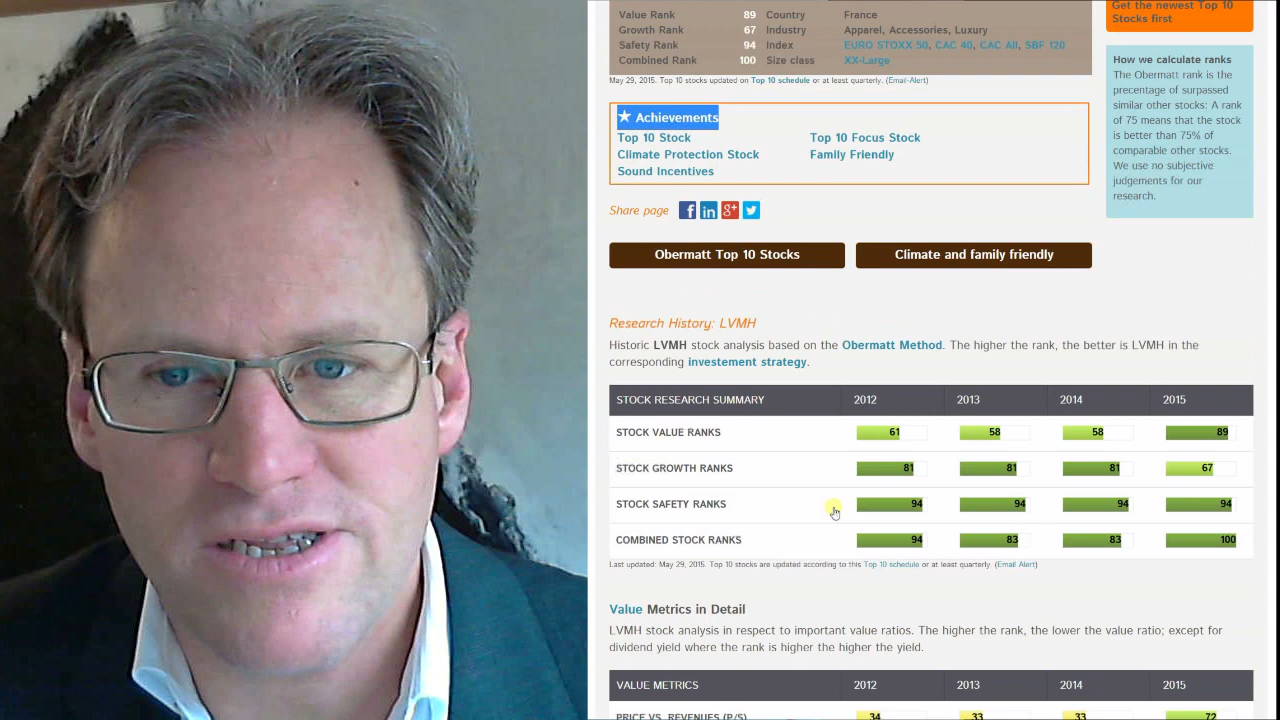 Value Rank 89 Country France
Growth Rank 67 Industry Apparel, Accessories, Luxury
Safety Rank 94 Index EURO STOXX 50, CAC 40, CAC All, SBF 120
Combined Rank 100 Size class XX-Large
May 29, 2015. Top 10 stocks updated on Top 10 schedule or at least quarterly. (Email-Alert)
★ Achievements
Top 10 Stock Top 10 Focus Stock
Climate Protection Stock Family Friendly
Sound Incentives
Share page f in g+
Obermatt Top 10 Stocks Climate and family friendly
Research History: LVMH
Historic LVMH stock analysis based on the Obermatt Method. The higher the rank, the better is LVMH in the
corresponding investement strategy.
STOCK RESEARCH SUMMARY 2012 2013 2014 2015
STOCK VALUE RANKS 61 58 58 89
STOCK GROWTH RANKS 81 81 81 67
STOCK SAFETY RANKS 94 94 94 94
COMBINED STOCK RANKS 94 83 83 100
Last updated: May 29, 2015. Top 10 stocks are updated according to this Top 10 schedule or at least quarterly. (Email Alert)
Value Metrics in Detail
LVMH stock analysis in respect to important value ratios. The higher the rank, the lower the value ratio; except for
dividend yield where the rank is higher the higher the yield.
VALUE METRICS 2012 2013 2014 2015
PRICE VS. REVENUES (P/S) 34 33 33 72
Get the newest Top 10
Stocks first
How we calculate ranks
The Obermatt rank is the
precentage of surpassed
similar other stocks: A rank
of 75 means that the stock
is better than 75% of
comparable other stocks.
We use no subjective
judgements for our
research.